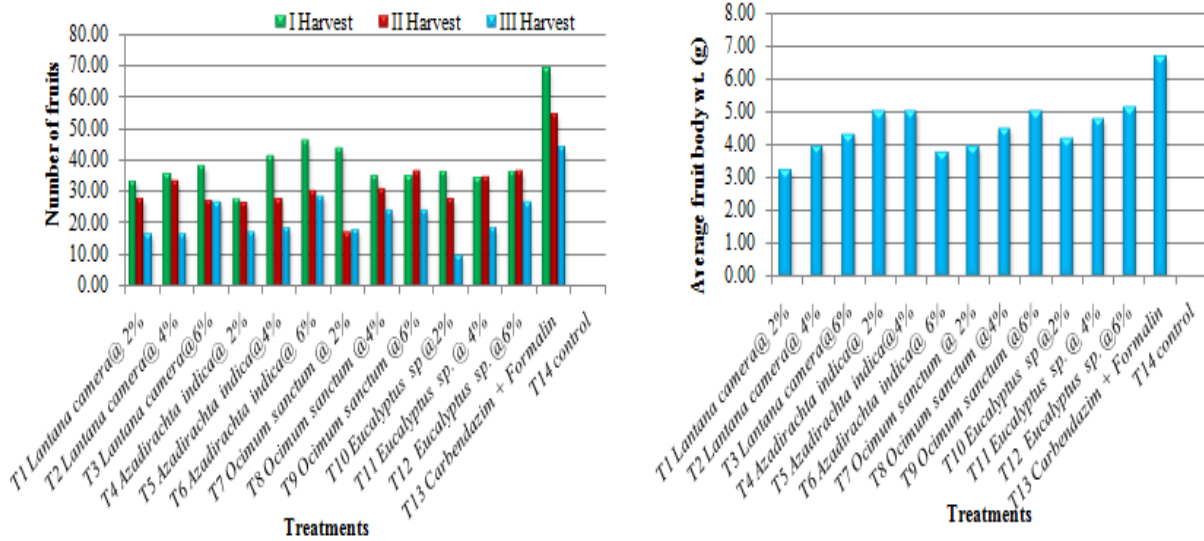 I Harvest II Harvest III Harvest
Number of fruits
80.00
70.00
60.00
50.00
40.00
30.00
20.00
10.00
0.00
T1 Lantana camera@ 2%
T2 Lantana camera@ 4%
T3 Lantana camera@6%
T4 Azadirachta indica@ 2%
T5 Azadirachta indica@4%
T6 Azadirachta indica@ 6%
T7 Ocimum sanctum @ 2%
T8 Ocimum sanctum @4%
T9 Ocimum sanctum @6%
T10 Eucalyptus sp @2%
T11 Eucalyptus sp. @ 4%
T12 Eucalyptus sp. @6%
T13 Carbendazim + Formalin
T14 control
Treatments
Average fruit body wt. (g)
8.00
7.00
6.00
5.00
4.00
3.00
2.00
1.00
0.00
T1 Lantana camera@ 2%
T2 Lantana camera@ 4%
T3 Lantana camera@6%
T4 Azadirachta indica@ 2%
T5 Azadirachta indica@4%
T6 Azadirachta indica@ 6%
T7 Ocimum sanctum @ 2%
T8 Ocimum sanctum @4%
T9 Ocimum sanctum @6%
T10 Eucalyptus sp @2%
T11 Eucalyptus sp. @ 4%
T12 Eucalyptus sp. @6%
T13 Carbendazim + Formalin
T14 control
Treatments